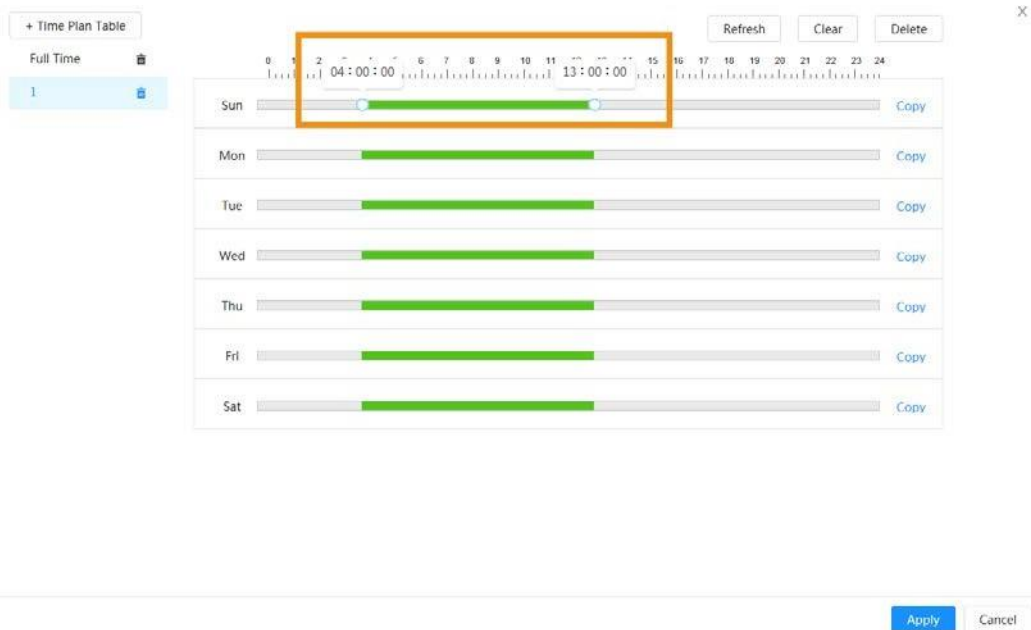 X
+ Time Plan Table
Refresh Clear Delete
Full Time
0 2 6 7 8 9 10 11 15 16 17 18 19 20 21 22 23 24
04:00:00 13:00:00
1
Sun Copy
Mon Copy
Tue Copy
Wed Copy
Thu Copy
Fri Copy
Sat Copy
Apply Cancel